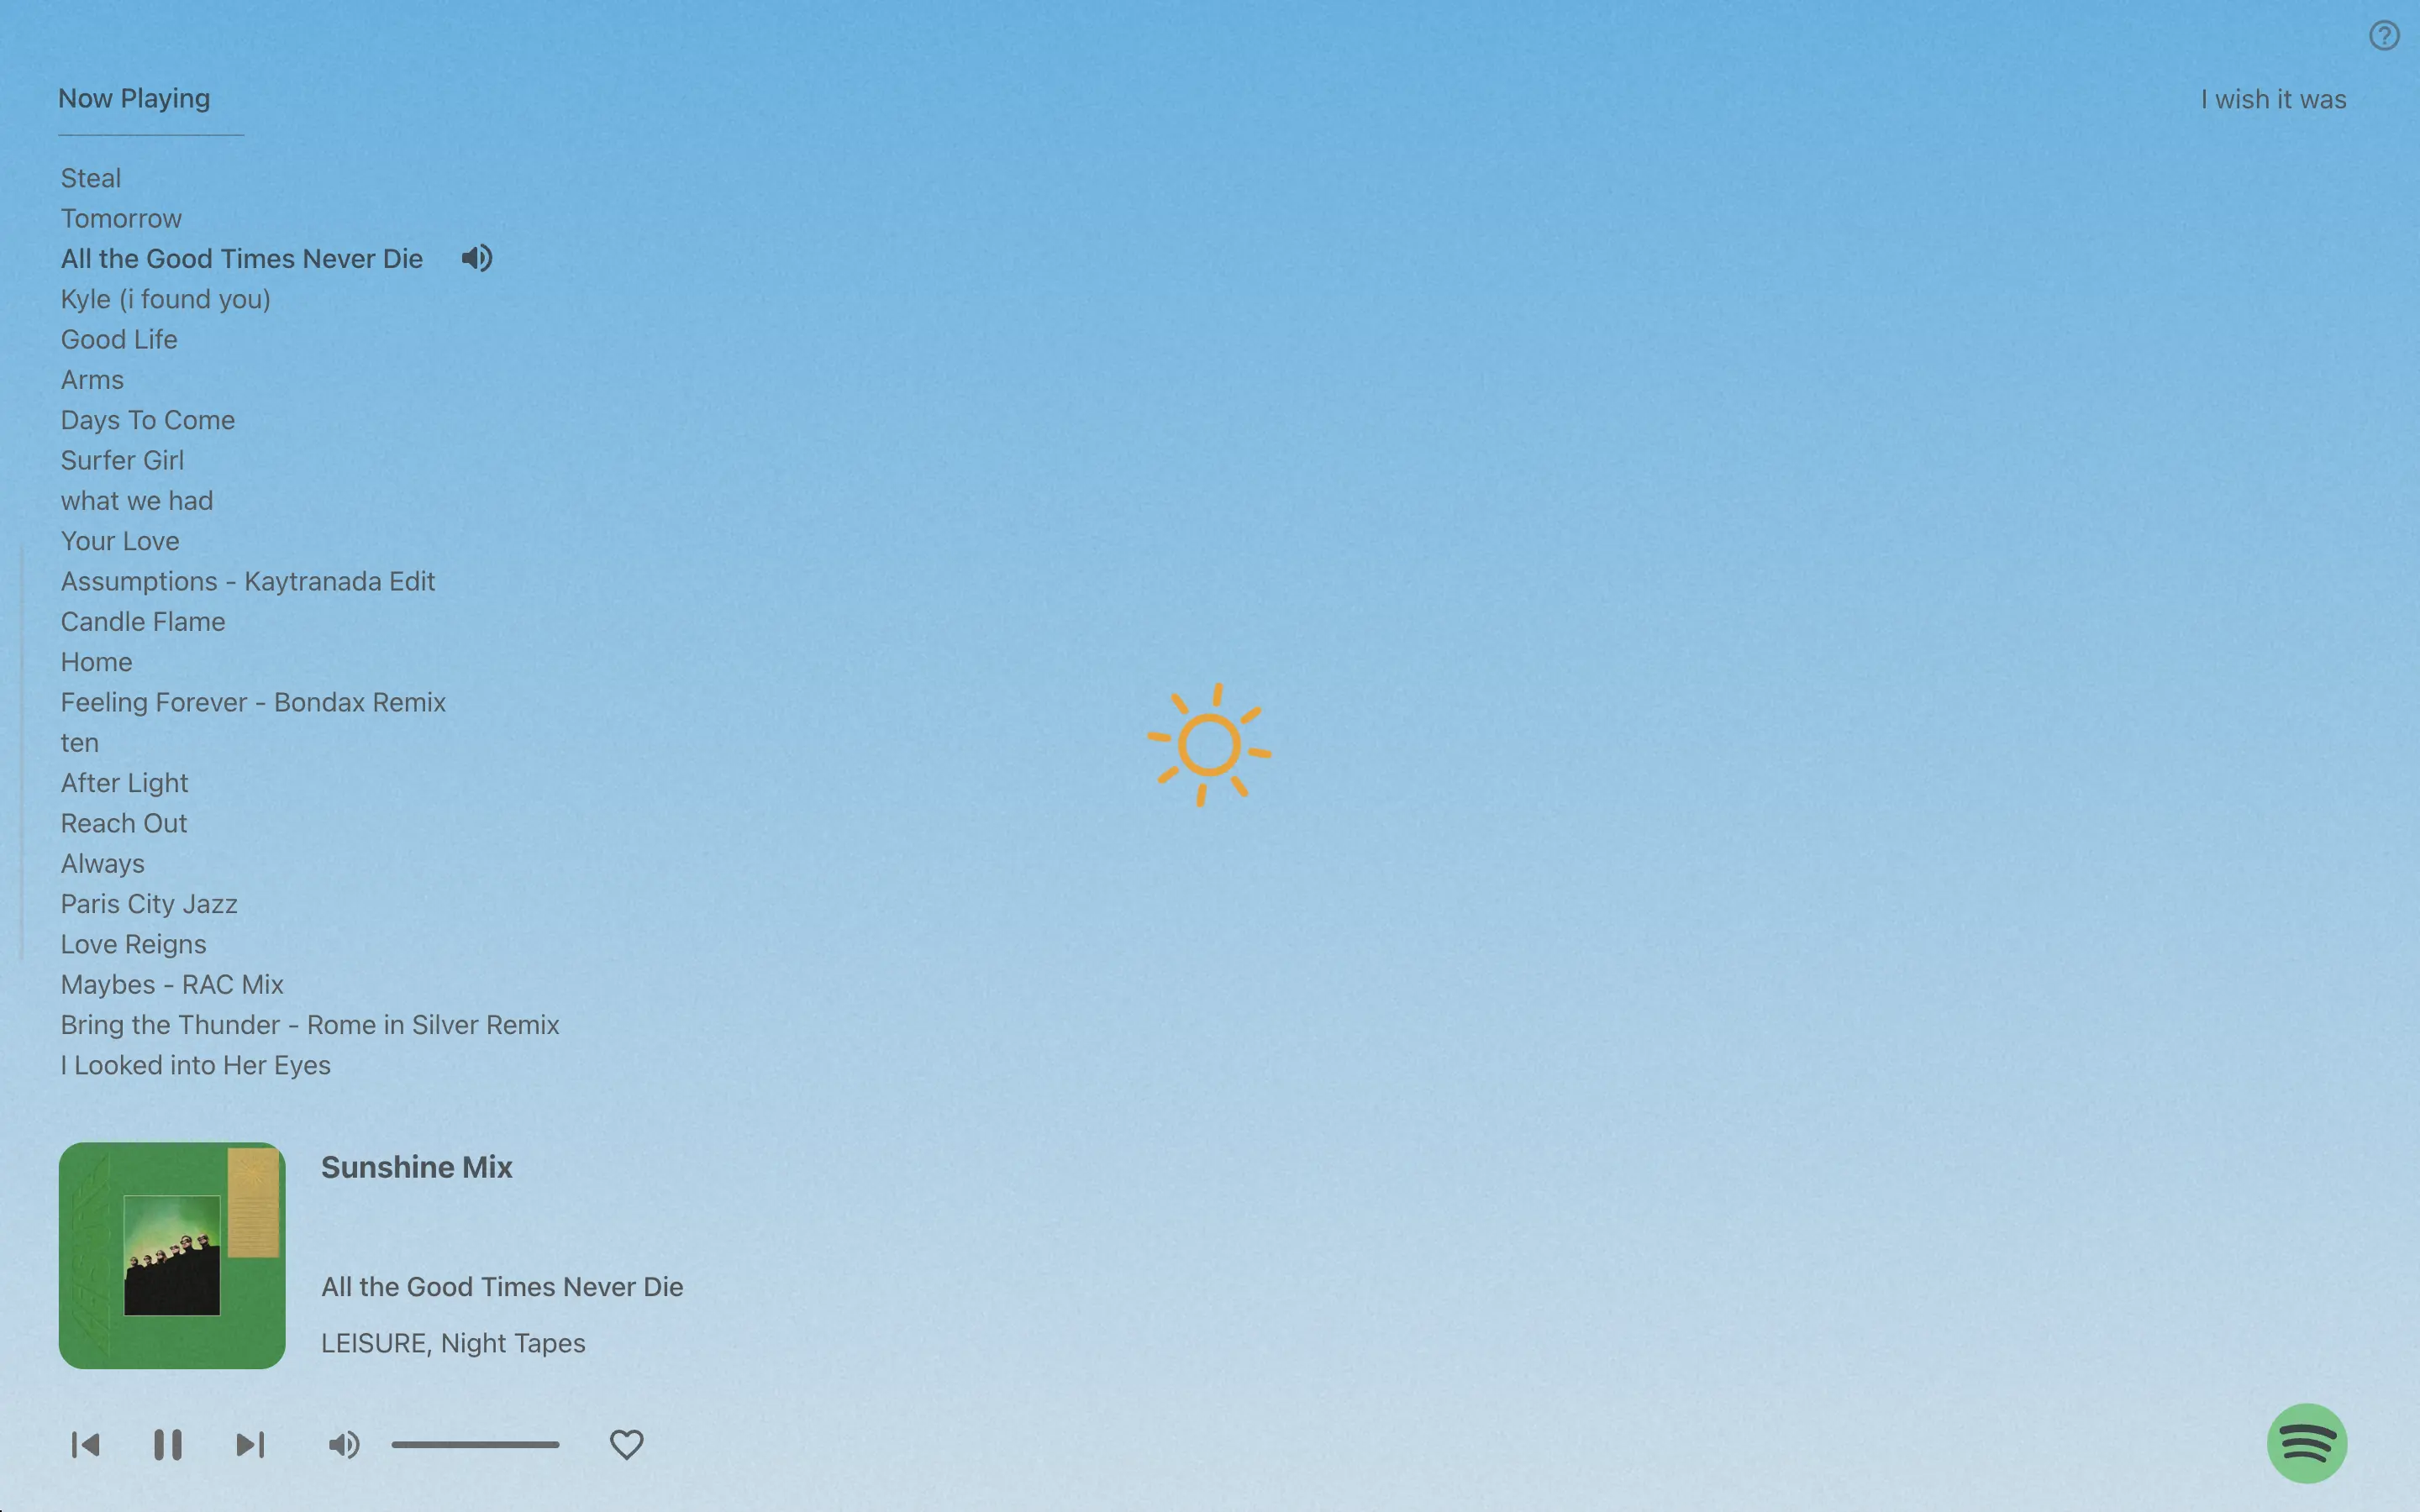 Now Playing
I wish it was
Steal
Tomorrow
All the Good Times Never Die
Kyle (i found you)
Good Life
Arms
Days To Come
Surfer Girl
what we had
Your Love
Assumptions - Kaytranada Edit
Candle Flame
Home
Feeling Forever - Bondax Remix
ten
After Light
Reach Out
Always
Paris City Jazz
Love Reigns
Maybes - RAC Mix
Bring the Thunder - Rome in Silver Remix
I Looked into Her Eyes
Sunshine Mix
All the Good Times Never Die
LEISURE, Night Tapes